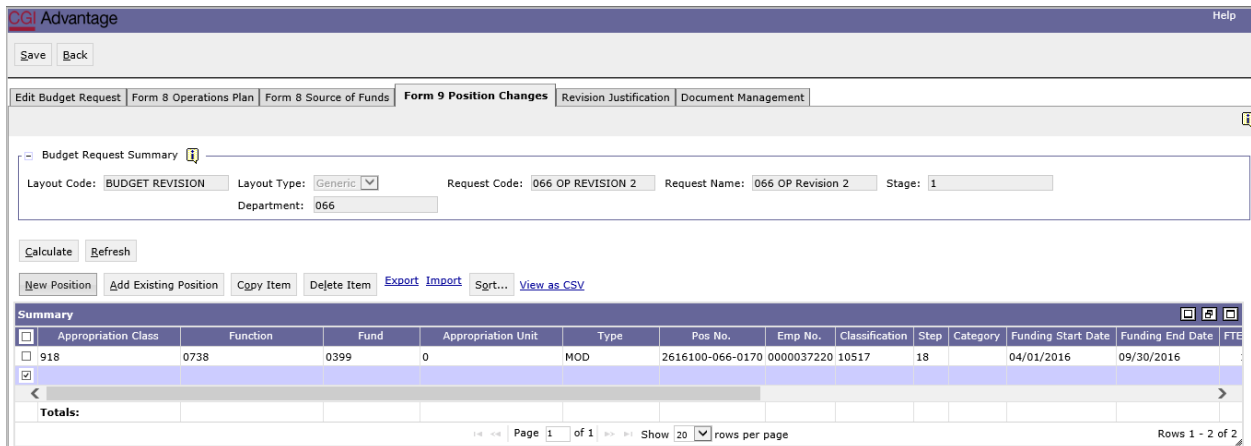 CGI Advantage Help
Save Back
Edit Budget Request Form 8 Operations Plan Form 8 Source of Funds Form 9 Position Changes Revision Justification Document Management
Budget Request Summary
Layout Code: BUDGET REVISION Layout Type: Generic Request Code: 066 OP REVISION 2 Request Name: 066 OP Revision 2 Stage: 1
Department: 066
Calculate Refresh
New Position Add Existing Position Copy Item Delete Item Export Import Sort... View as CSV
Summary
Appropriation Class Function Fund Appropriation Unit Type Pos No. Emp No. Classification Step Category Funding Start Date Funding End Date FTE
918 0738 0399 0 MOD 2616100-066-0170 0000037220 10517 18 04/01/2016 09/30/2016
Totals:
Page 1 of 1 Show 20 rows per page Rows 1 - 2 of 2